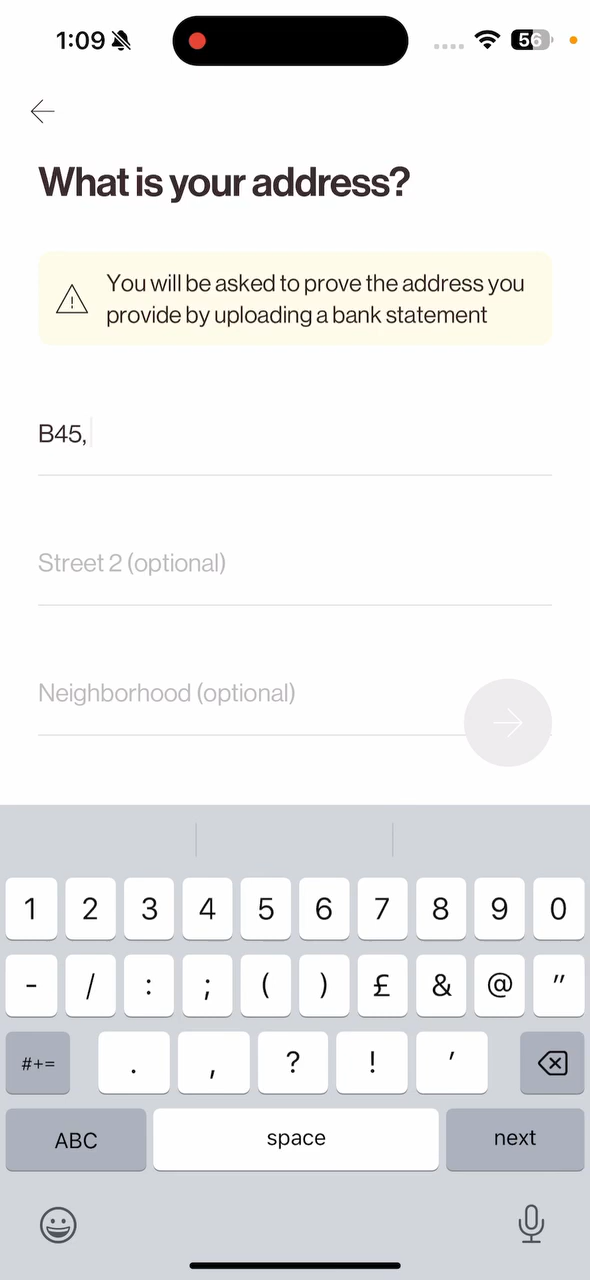 1:09
56
What is your address?
You will be asked to prove the address you
provide by uploading a bank statement
B45,
Street 2 (optional)
Neighborhood (optional)
1 2 3 4 5 6 7 8 9 0
- / : ; ( ) £ & @ "
#+= . , ? ! '
ABC space next